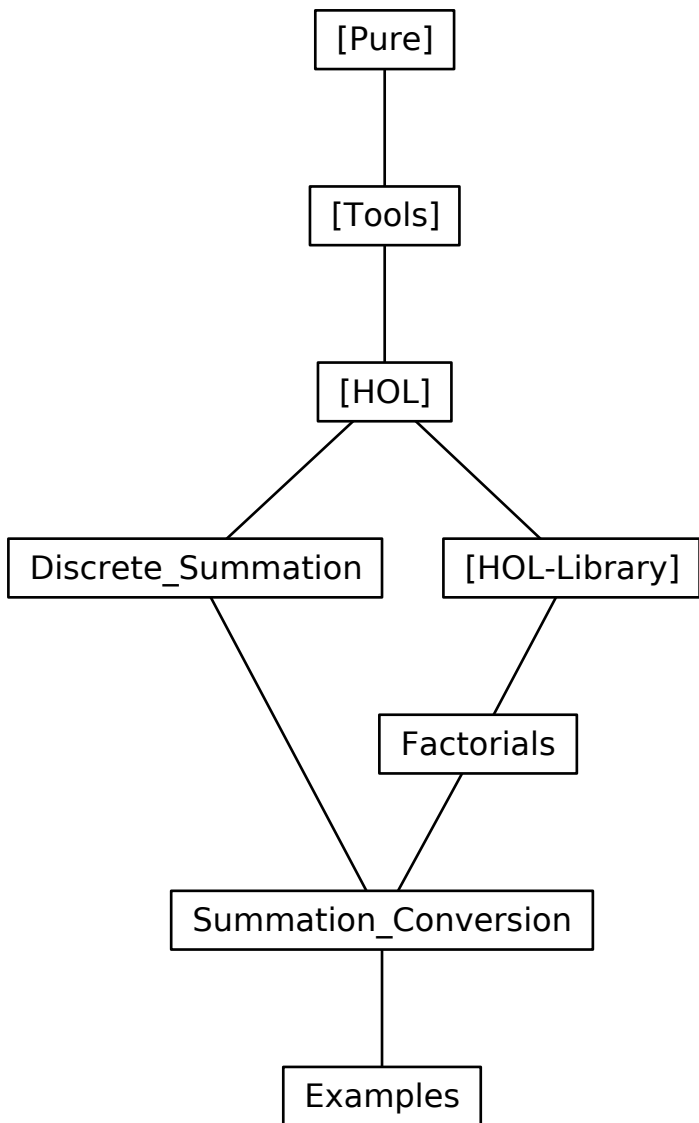 [Pure]
[Tools]
[HOL]
Discrete_Summation
[HOL-Library]
Factorials
Summation_Conversion
Examples